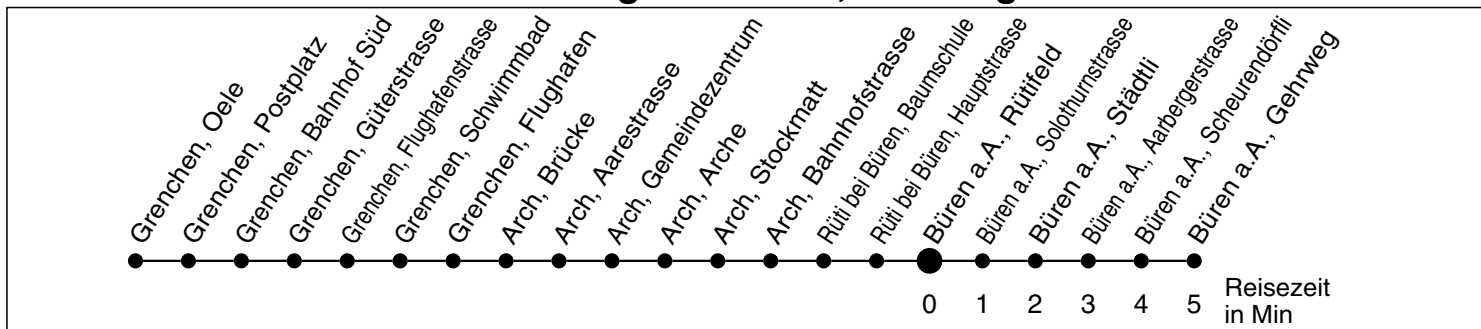 Grenchen, Oele
Grenchen, Postplatz
Grenchen, Bahnhof Süd
Grenchen, Güterstrasse
Grenchen, Flughafenstrasse
Grenchen, Schwimmbad
Grenchen, Flughafen
Arch, Brücke
Arch, Aarestrasse
Arch, Gemeindezentrum
Arch, Arche
Arch, Stockmatt
Arch, Bahnhofstrasse
Rüti bei Büren, Baumschule
Rüti bei Büren, Hauptstrasse
Büren a.A., Rütifeld
Büren a.A., Solothurnstrasse
Büren a.A., Städtli
Büren a.A., Aarbergerstrasse
Büren a.A., Scheurendörfli
Büren a.A., Gehrweg
0 1 2 3 4 5 Reisezeit
in Min